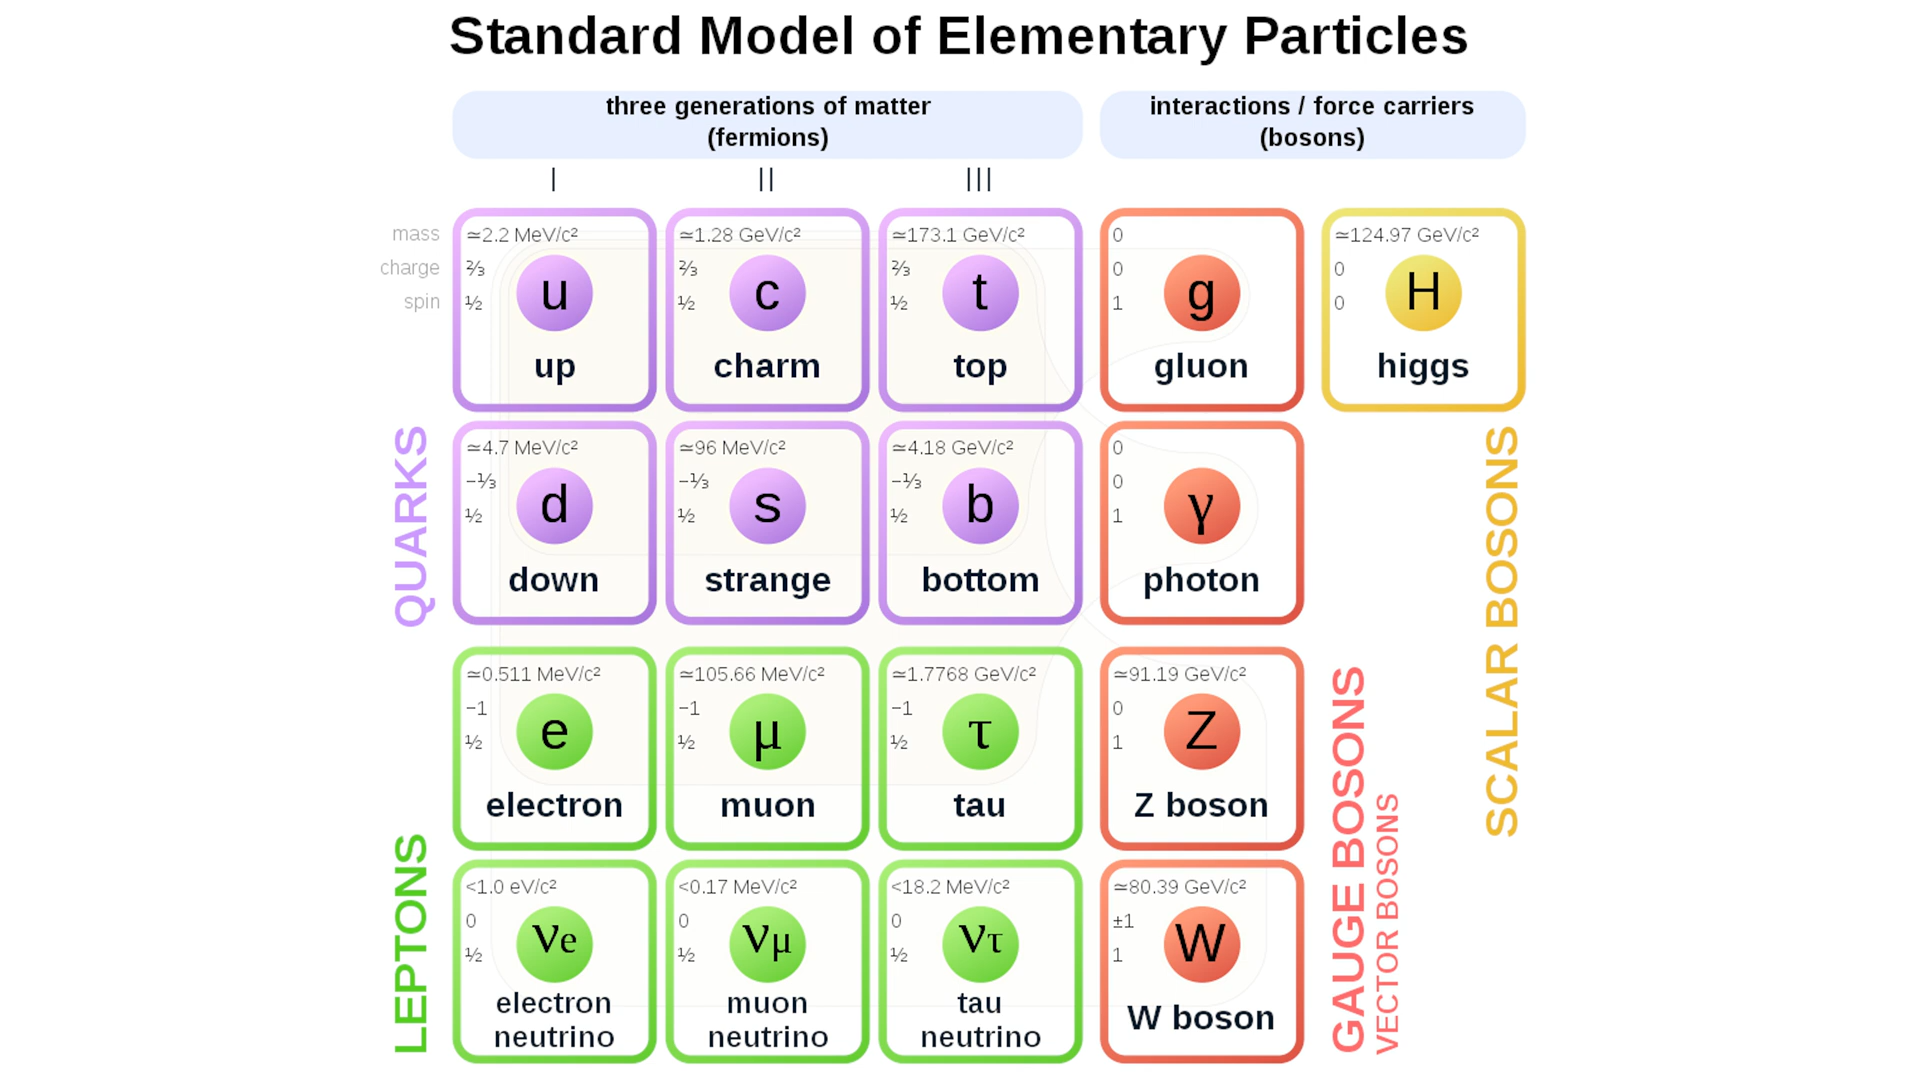 Standard Model of Elementary Particles
three generations of matter
(fermions)
interactions / force carriers
(bosons)
I
II
III
mass
charge
spin
≃2.2 MeV/c²
⅔
½
u
up
≃1.28 GeV/c²
⅔
½
c
charm
≃173.1 GeV/c²
⅔
½
t
top
0
0
1
g
gluon
≃124.97 GeV/c²
0
0
H
higgs
QUARKS
≃4.7 MeV/c²
−⅓
½
d
down
≃96 MeV/c²
−⅓
½
s
strange
≃4.18 GeV/c²
−⅓
½
b
bottom
0
0
1
γ
photon
SCALAR BOSONS
LEPTONS
≃0.511 MeV/c²
−1
½
e
electron
≃105.66 MeV/c²
−1
½
μ
muon
≃1.7768 GeV/c²
−1
½
τ
tau
≃91.19 GeV/c²
0
1
Z
Z boson
GAUGE BOSONS
VECTOR BOSONS
<1.0 eV/c²
0
½
νe
electron
neutrino
<0.17 MeV/c²
0
½
νμ
muon
neutrino
<18.2 MeV/c²
0
½
ντ
tau
neutrino
≃80.39 GeV/c²
±1
1
W
W boson